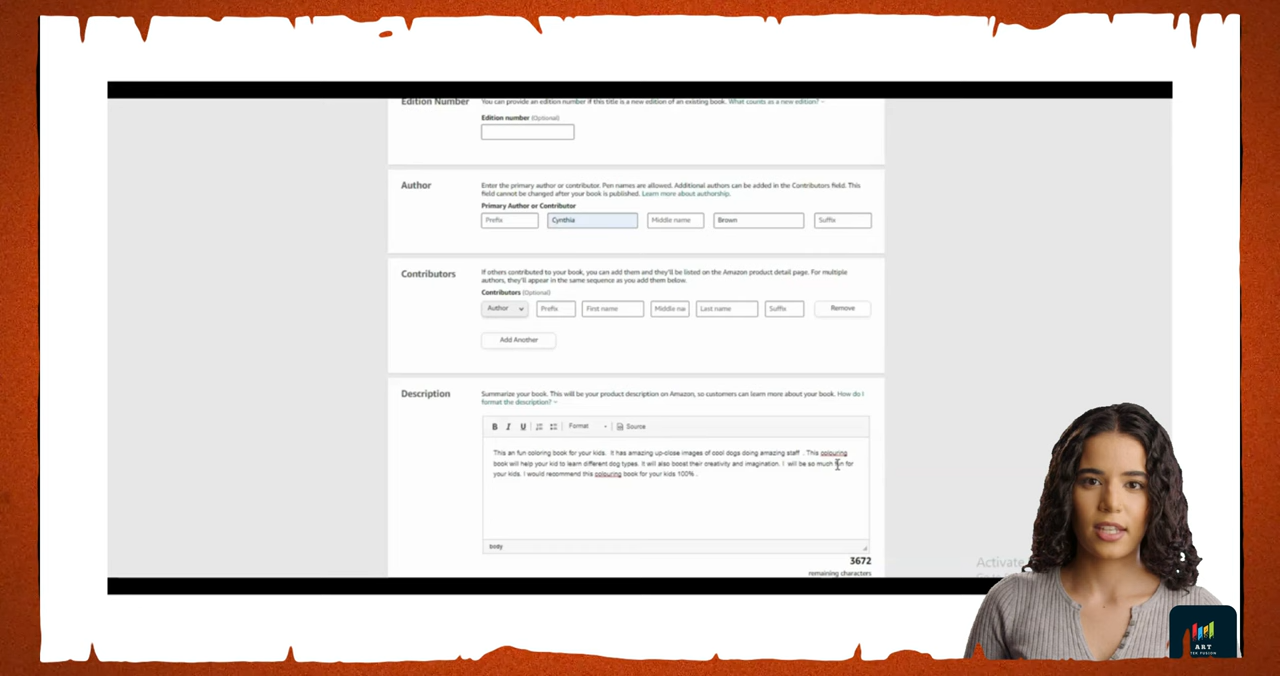 Edition Number
You can provide an edition number if this title is a new edition of an existing book. What counts as a new edition?
Edition number (Optional)
Author
Enter the primary author or contributor. Pen names are allowed. Additional authors can be added in the Contributors field. This
field cannot be changed after your book is published. Learn more about authorship.
Primary Author or Contributor
Prefix Cynthia Middle name Brown Suffix
Contributors
If others contributed to your book, you can add them and they'll be listed on the Amazon product detail page. For multiple
authors, they'll appear in the same sequence as you add them below.
Contributors (Optional)
Author Prefix First name Middle na Last name Suffix Remove
Add Another
Description
Summarize your book. This will be your product description on Amazon, so customers can learn more about your book. How do I
format the description?
B I U Format Source
This an fun coloring book for your kids. It has amazing up-close images of cool dogs doing amazing staff . This colouring
book will help your kid to learn different dog types. It will also boost their creativity and imagination. I will be so much fun for
your kids. I would recommend this colouring book for your kids 100% .
body
3672
remaining characters
Activate
ART